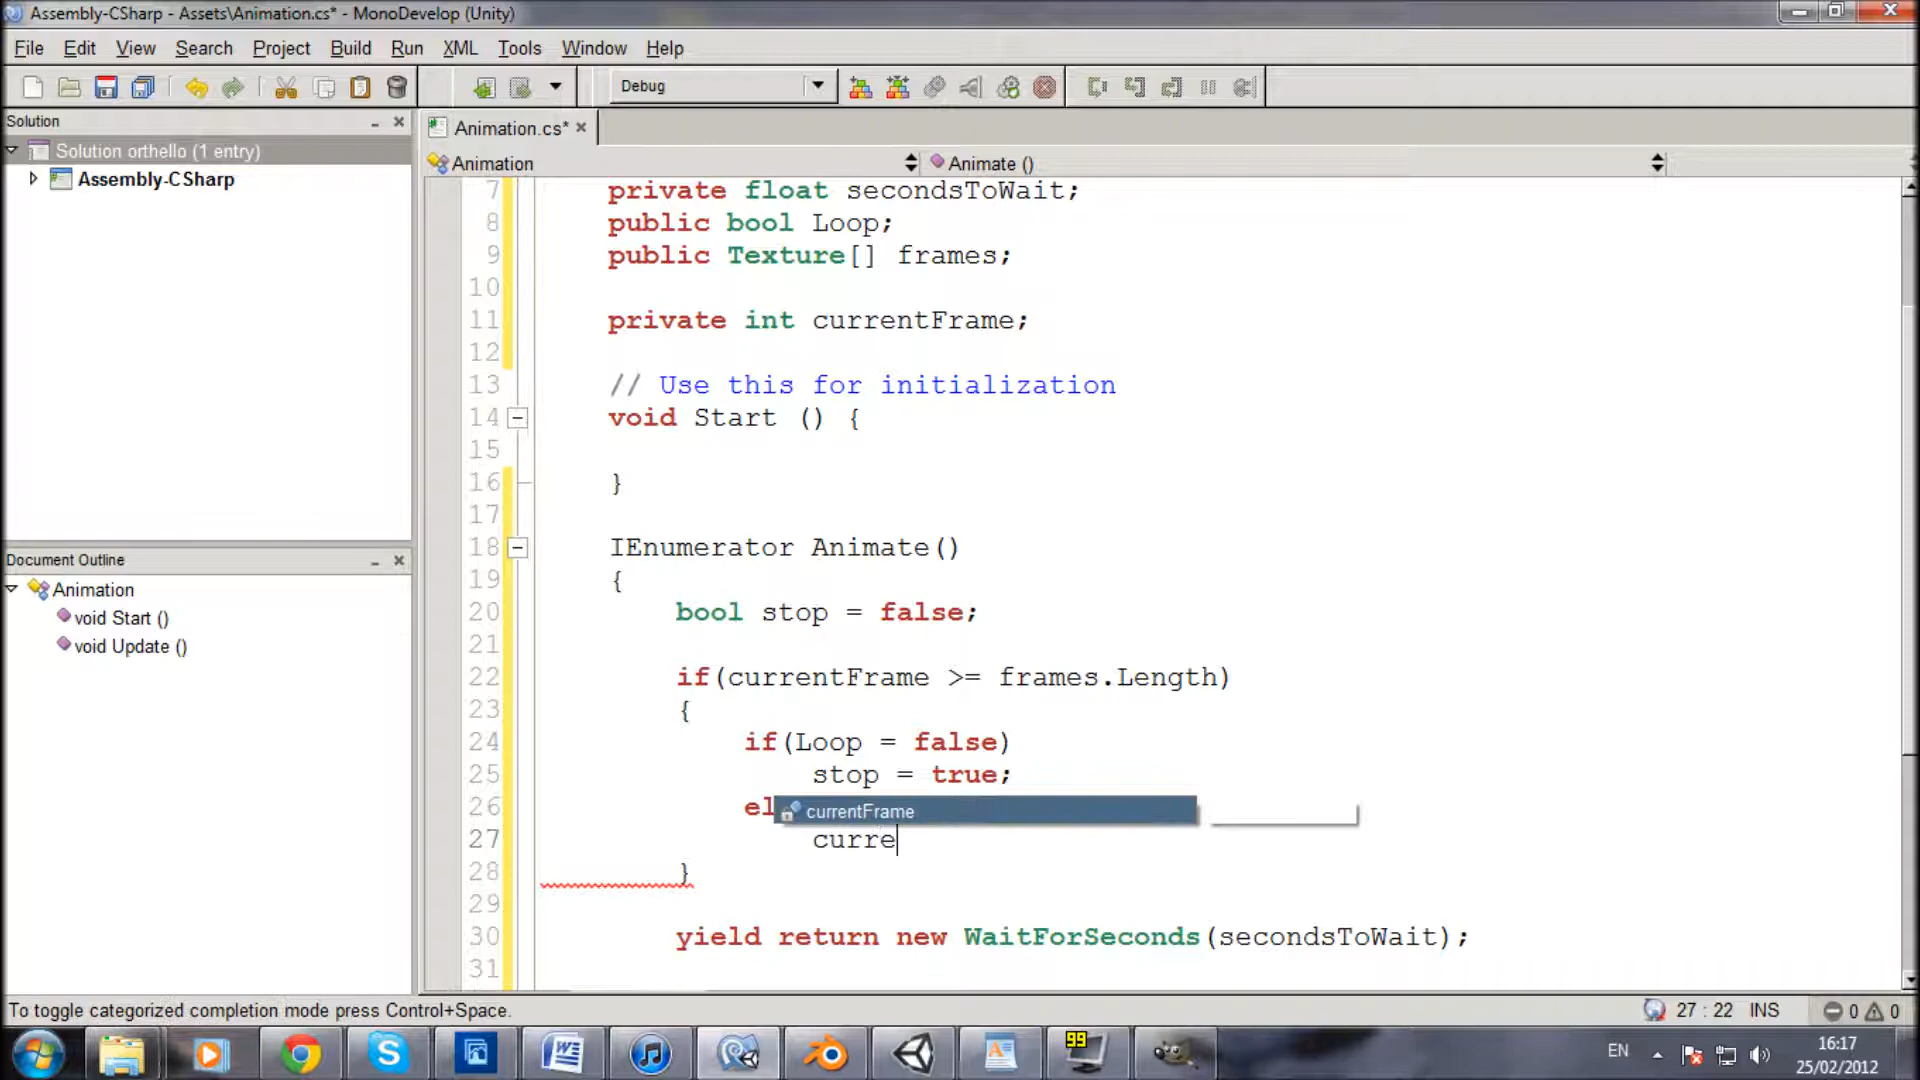 Assembly-CSharp - Assets\Animation.cs* - MonoDevelop (Unity)
File Edit View Search Project Build Run XML Tools Window Help
Debug
Solution
Solution orthello (1 entry)
Assembly-CSharp
Document Outline
Animation
void Start ()
void Update ()
Animation.cs*
Animation
Animate ()
7 private float secondsToWait;
8 public bool Loop;
9 public Texture[] frames;
10
11 private int currentFrame;
12
13 // Use this for initialization
14 void Start () {
15
16 }
17
18 IEnumerator Animate()
19 {
20 bool stop = false;
21
22 if(currentFrame >= frames.Length)
23 {
24 if(Loop = false)
25 stop = true;
26 el
currentFrame
27 curre
28 }
29
30 yield return new WaitForSeconds(secondsToWait);
31
To toggle categorized completion mode press Control+Space.
27 : 22 INS
0 0
99
EN
16:17
25/02/2012